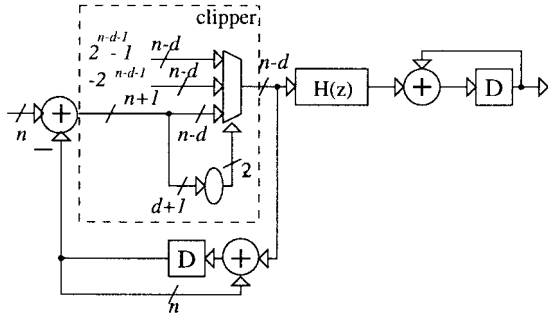 clipper
2^{n-d-1} - 1
n-d
-2^{n-d-1}
n-d
n-d
n+1
n
+
n-d
H(z)
+
D
−
2
d+1
D
+
n